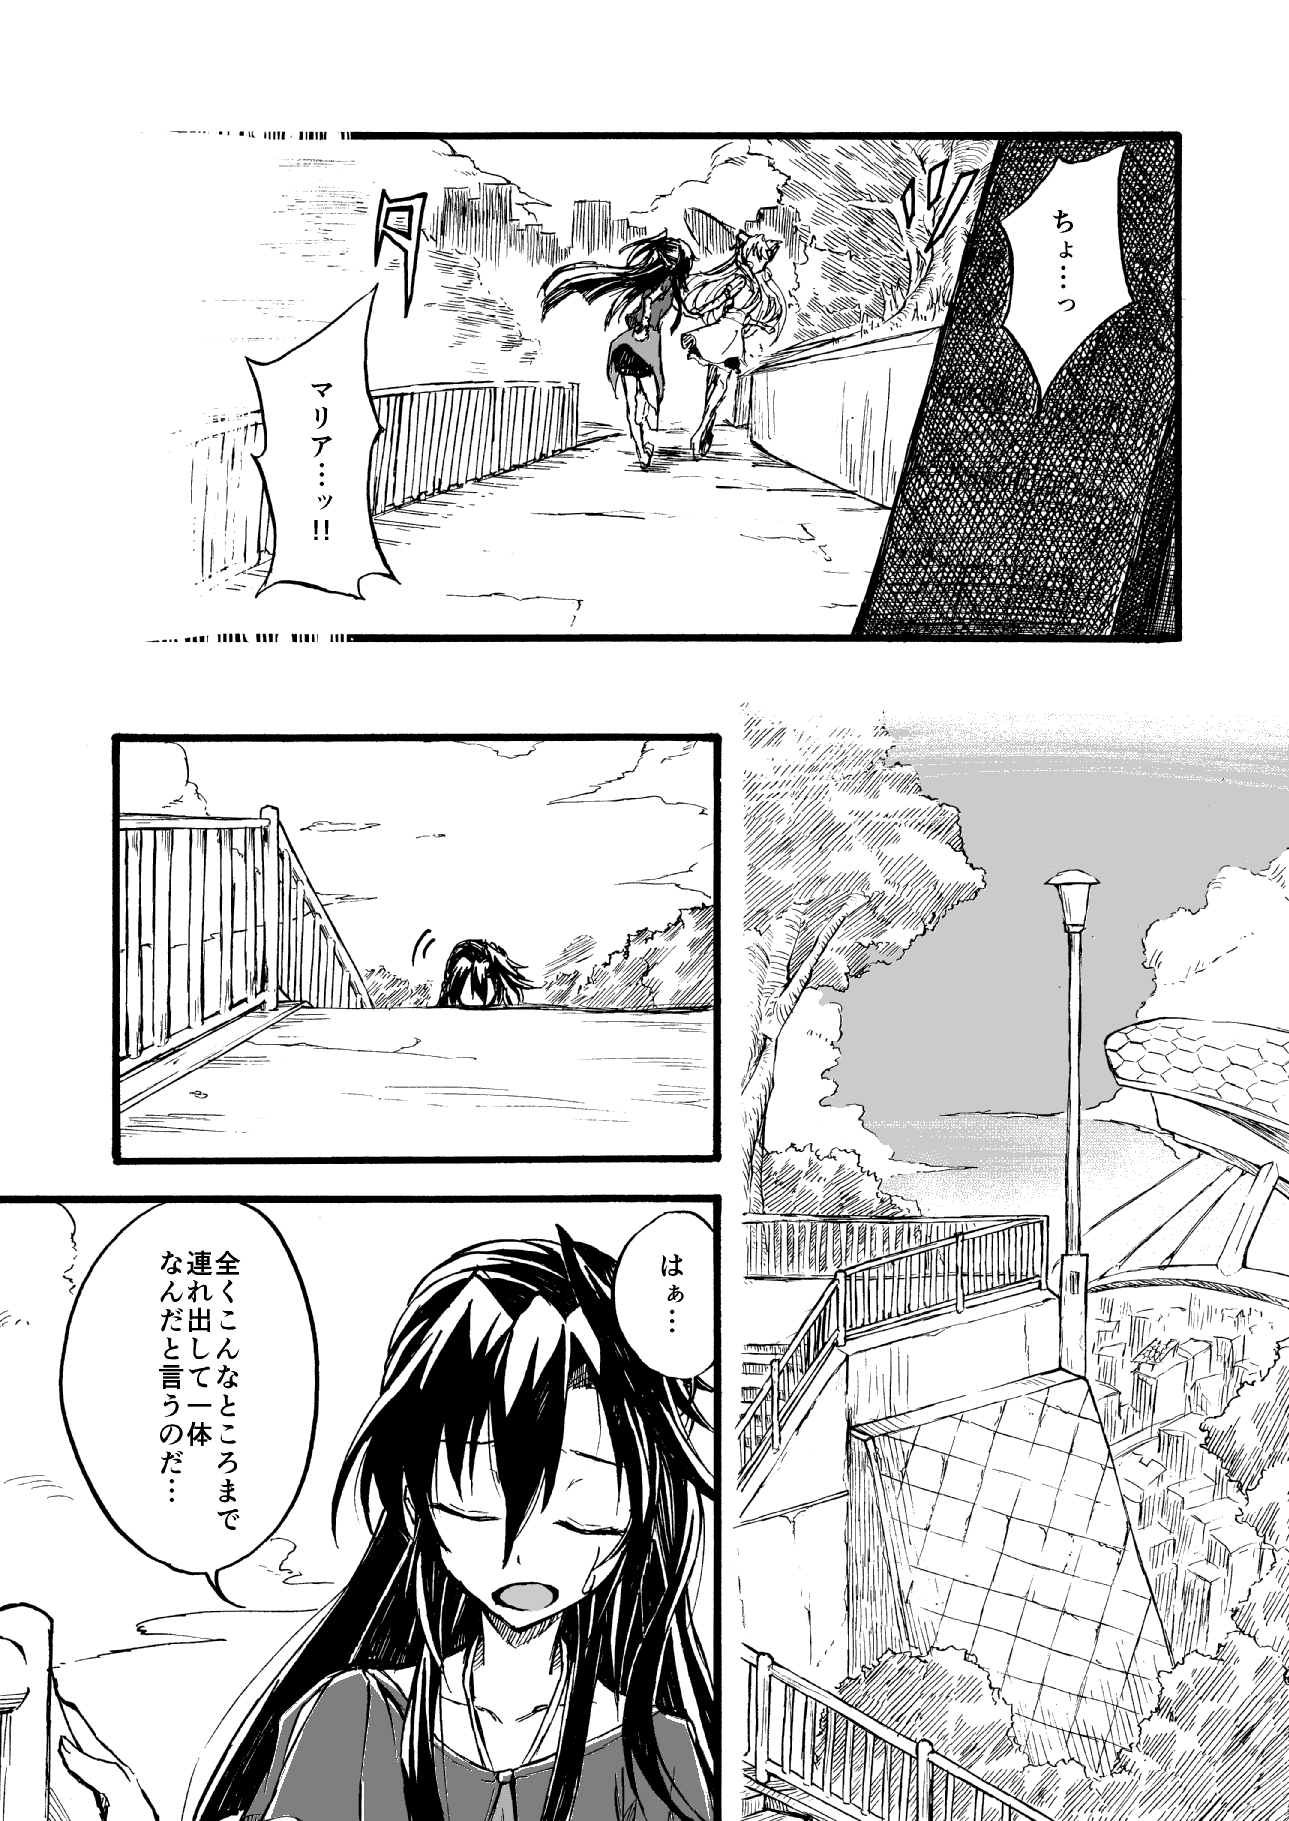 ちょ…っ
マリア…ッ!!
はぁ…
全くこんなところまで
連れ出して一体
なんだと言うのだ…